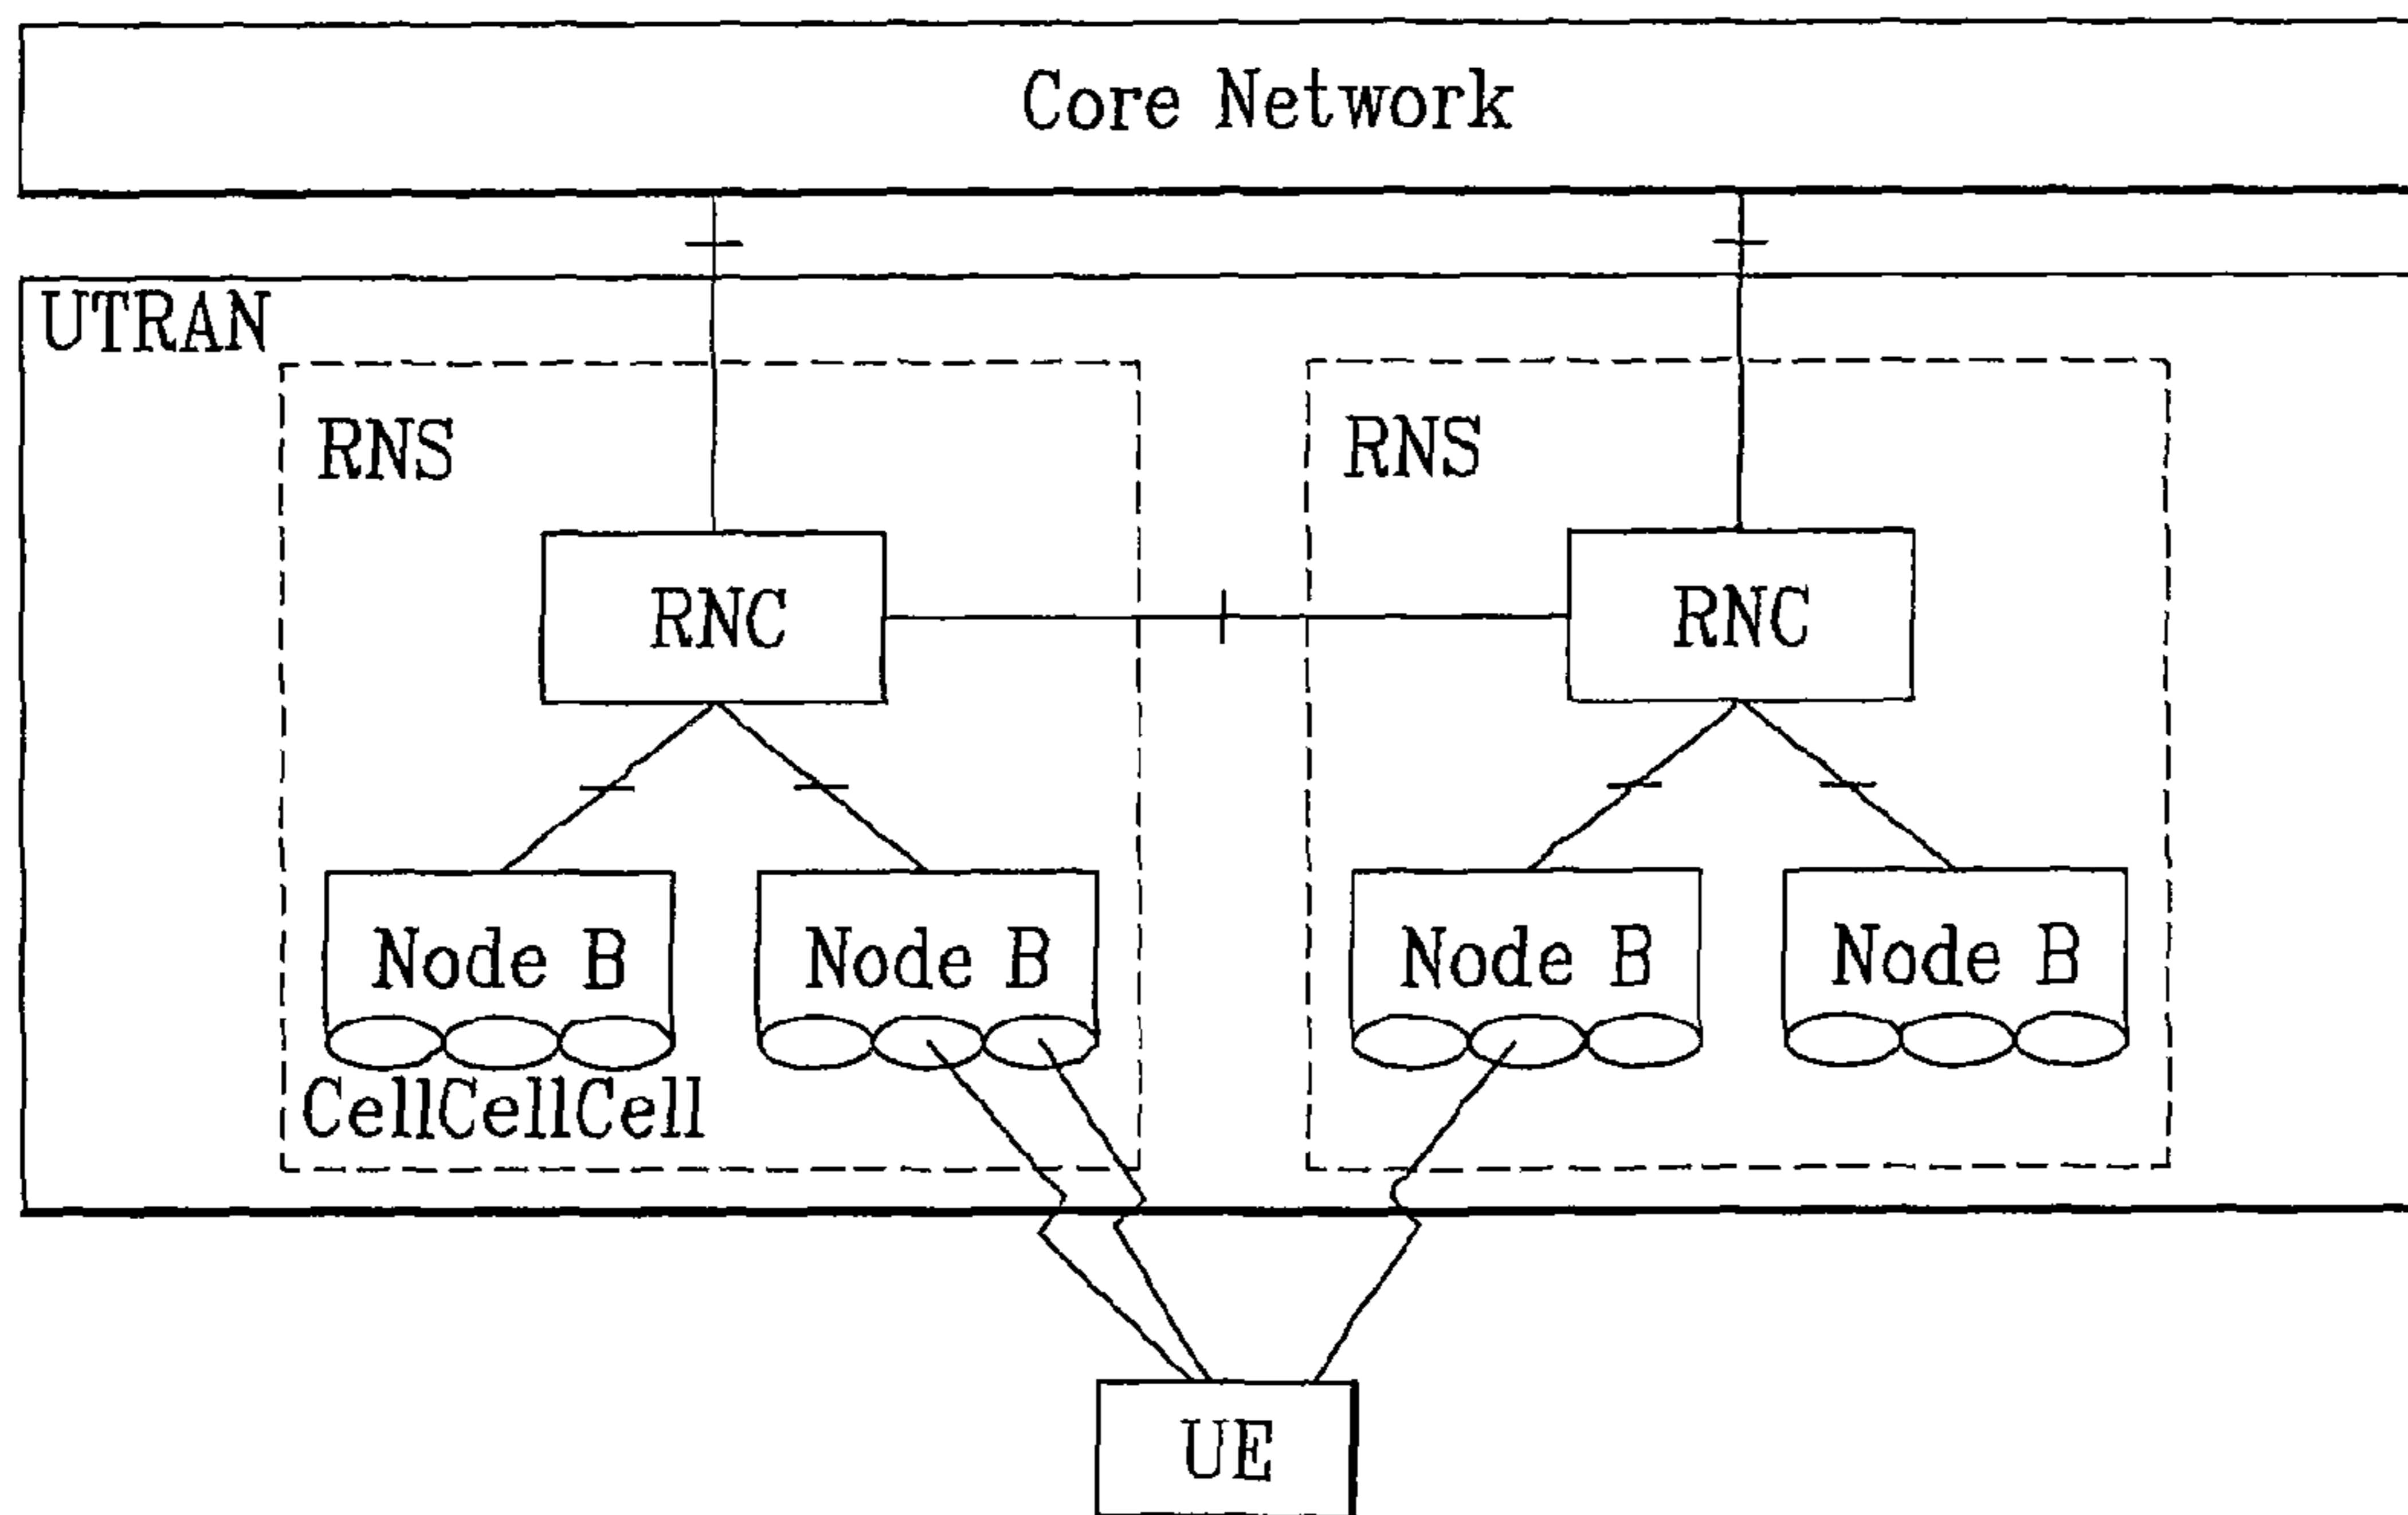 Core Network
UTRAN
RNS
RNS
RNC
RNC
Node B
Node B
Node B
Node B
CellCellCell
UE